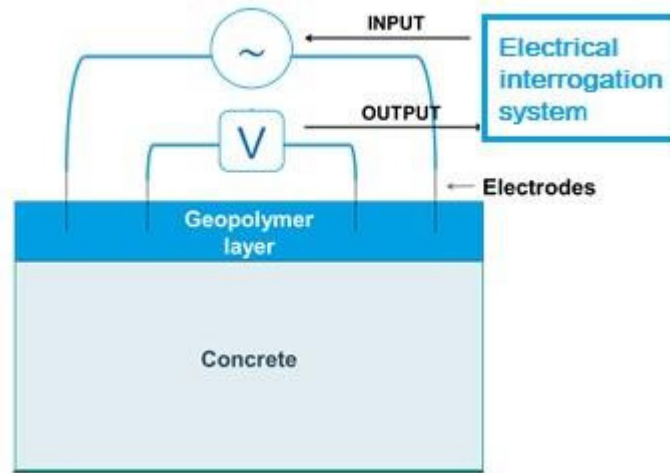 INPUT
~
Electrical
interrogation
system
OUTPUT
V
Electrodes
Geopolymer
layer
Concrete